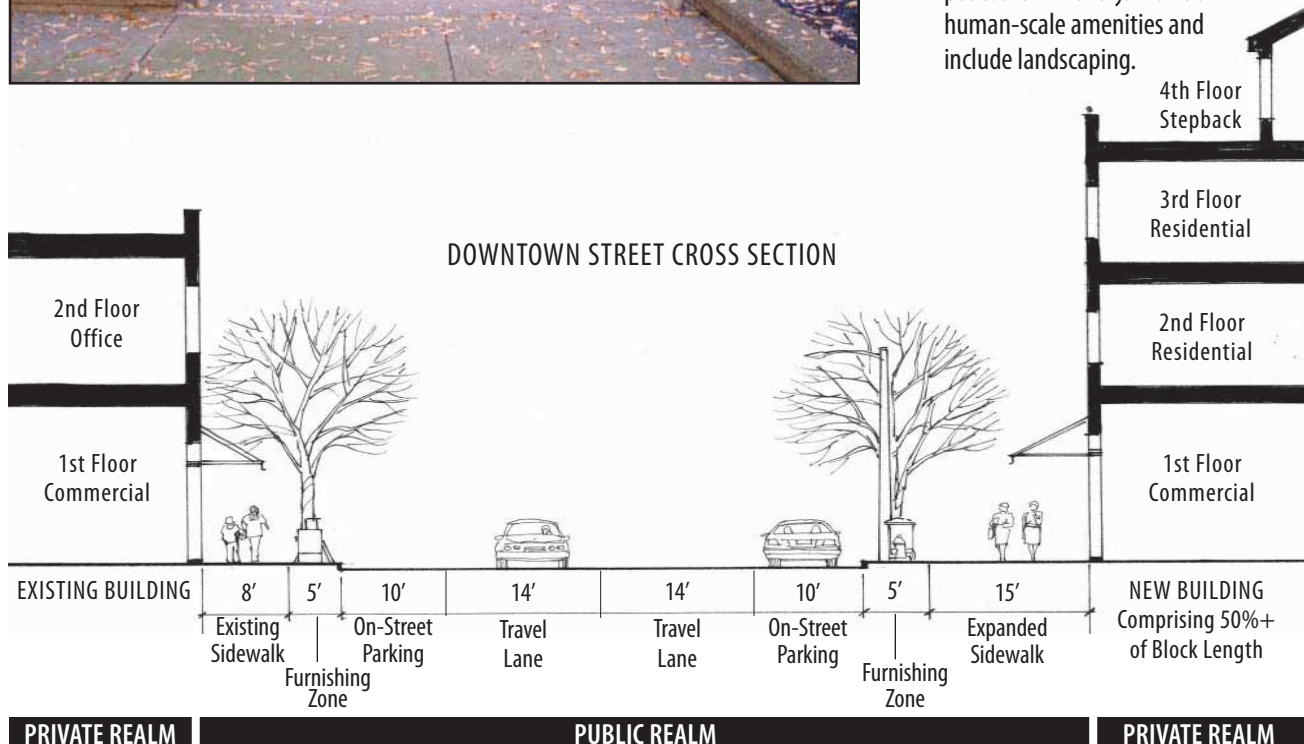 human-scale amenities and
include landscaping.
4th Floor
Stepback
3rd Floor
Residential
DOWNTOWN STREET CROSS SECTION
2nd Floor
Office
2nd Floor
Residential
1st Floor
Commercial
1st Floor
Commercial
EXISTING BUILDING
8’
5’
10’
14’
14’
10’
5’
15’
NEW BUILDING
Comprising 50%+
of Block Length
Existing
Sidewalk
Furnishing
Zone
On-Street
Parking
Travel
Lane
Travel
Lane
On-Street
Parking
Furnishing
Zone
Expanded
Sidewalk
PRIVATE REALM
PUBLIC REALM
PRIVATE REALM